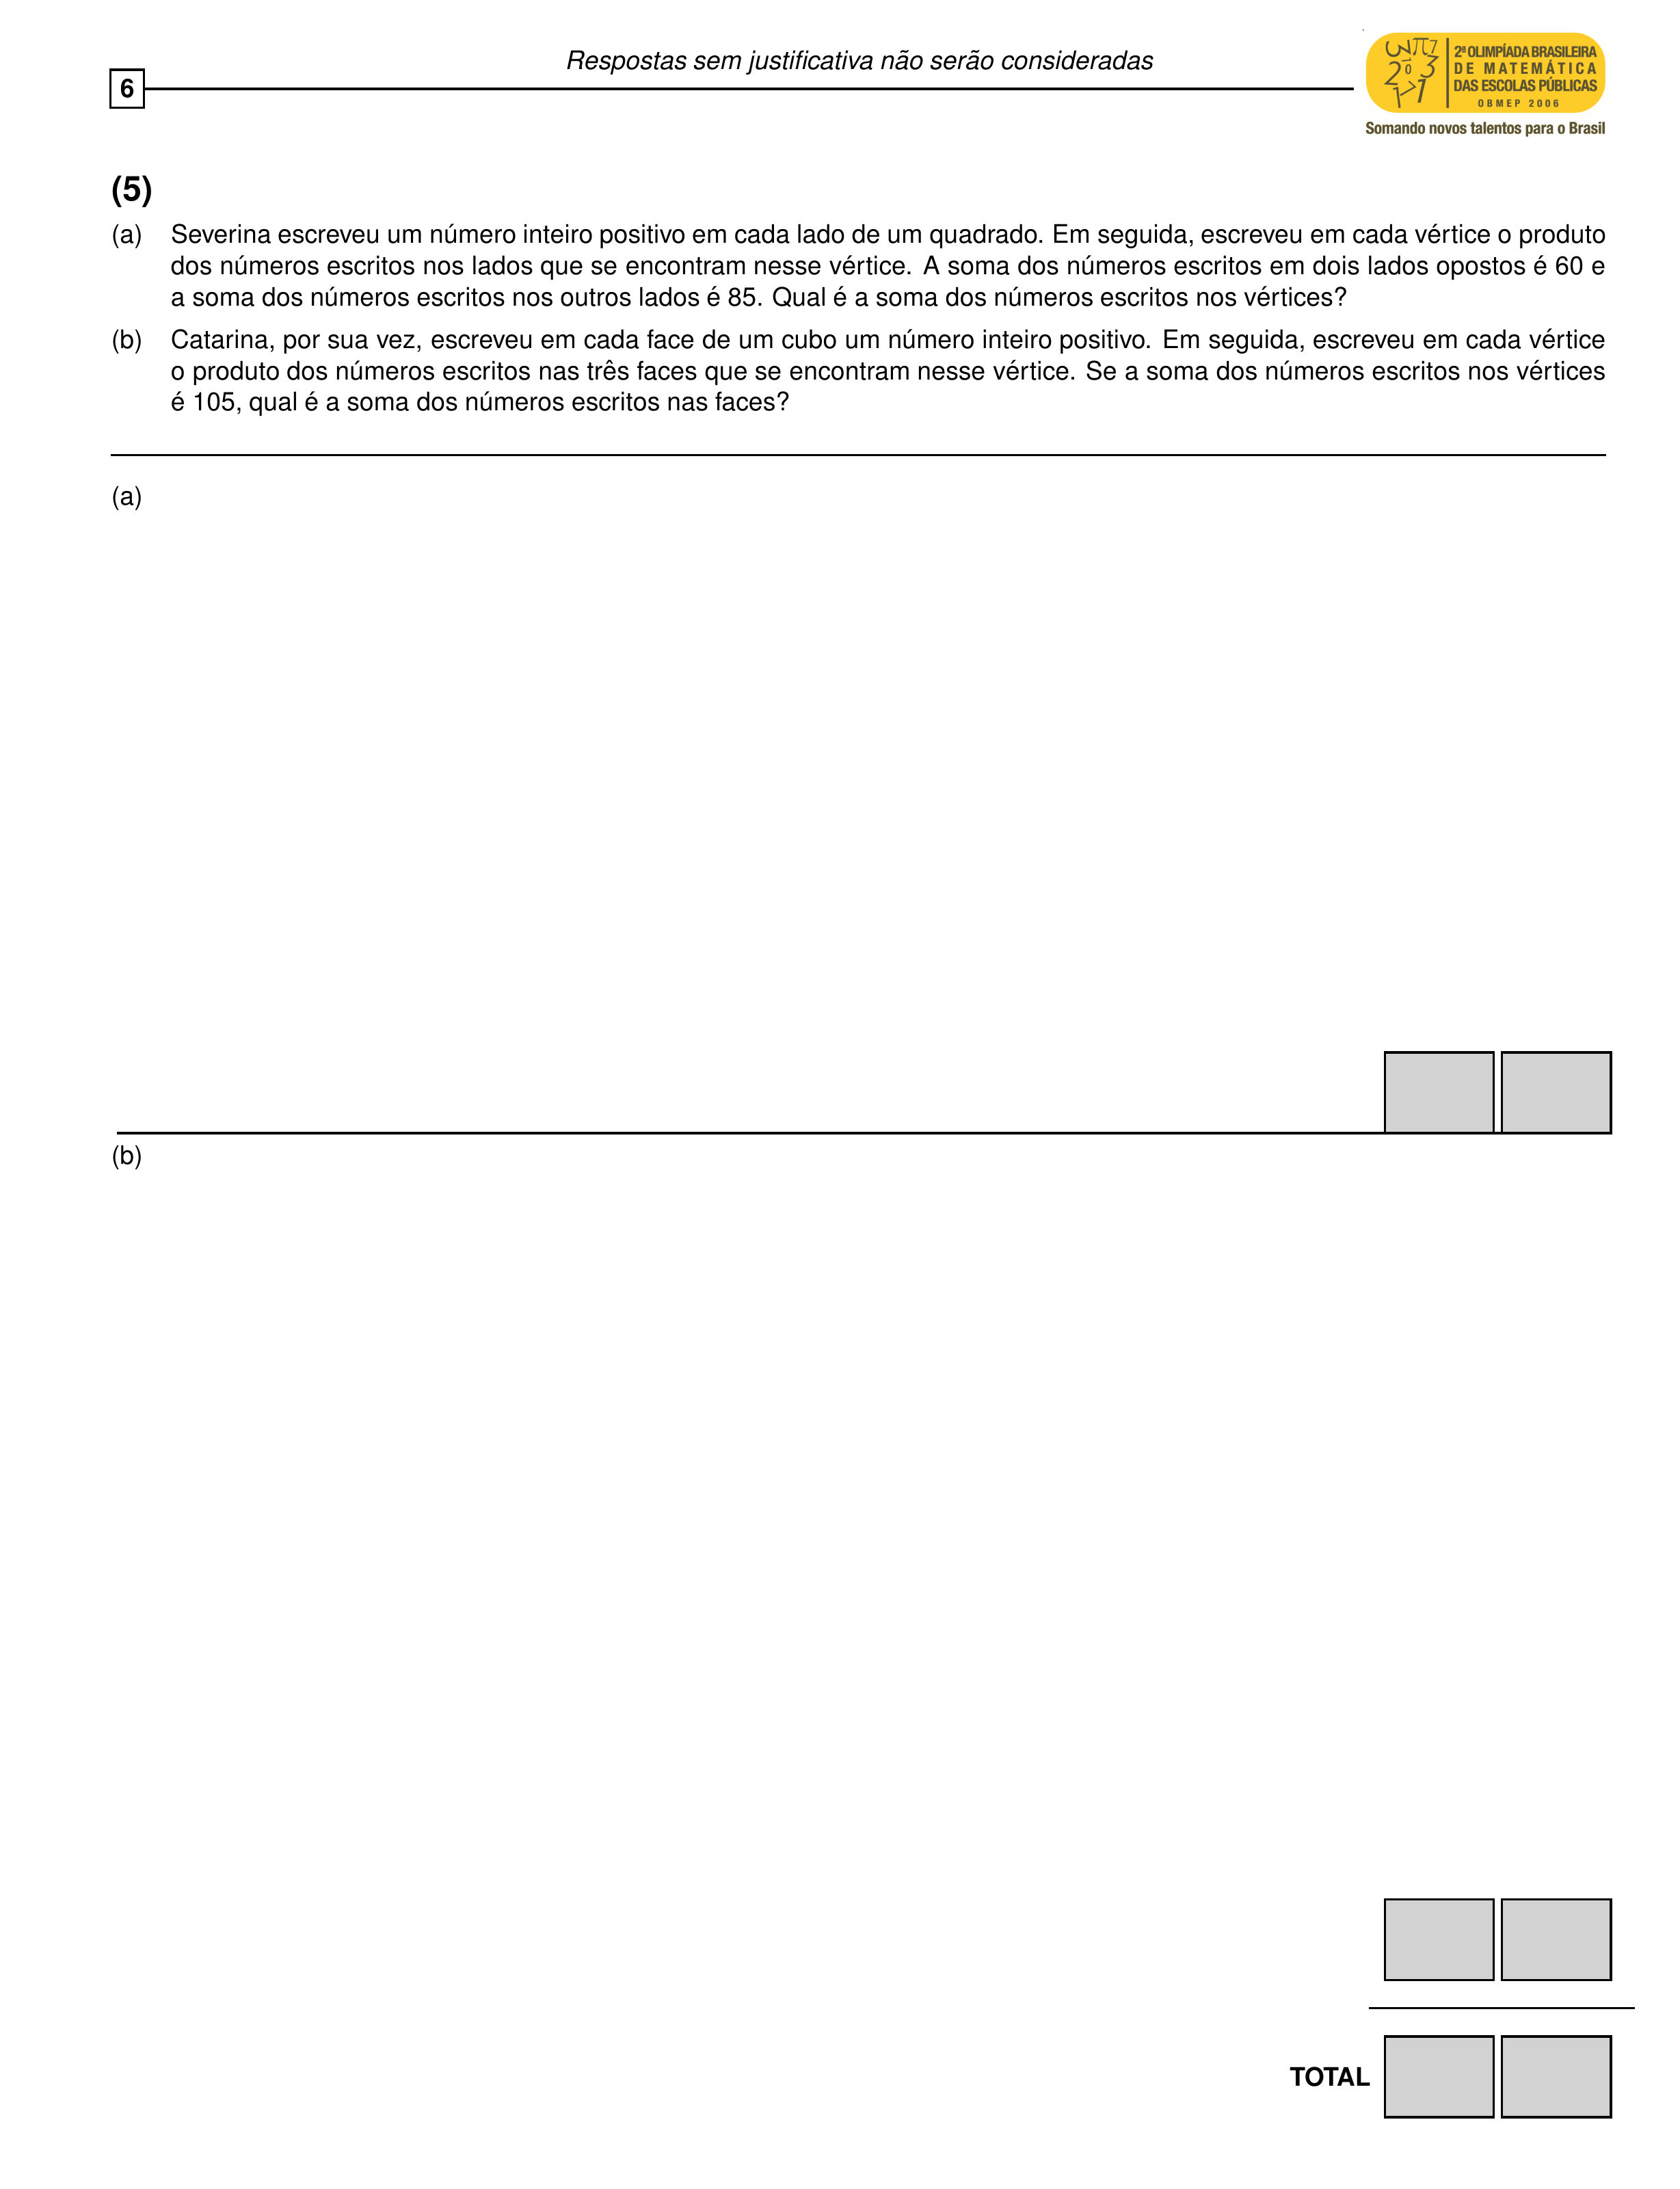 Respostas sem justificativa não serão consideradas
6
2ª OLIMPÍADA BRASILEIRA
DE MATEMÁTICA
DAS ESCOLAS PÚBLICAS
OBMEP 2006
Somando novos talentos para o Brasil
(5)
(a) Severina escreveu um número inteiro positivo em cada lado de um quadrado. Em seguida, escreveu em cada vértice o produto
dos números escritos nos lados que se encontram nesse vértice. A soma dos números escritos em dois lados opostos é 60 e
a soma dos números escritos nos outros lados é 85. Qual é a soma dos números escritos nos vértices?
(b) Catarina, por sua vez, escreveu em cada face de um cubo um número inteiro positivo. Em seguida, escreveu em cada vértice
o produto dos números escritos nas três faces que se encontram nesse vértice. Se a soma dos números escritos nos vértices
é 105, qual é a soma dos números escritos nas faces?
(a)
(b)
TOTAL